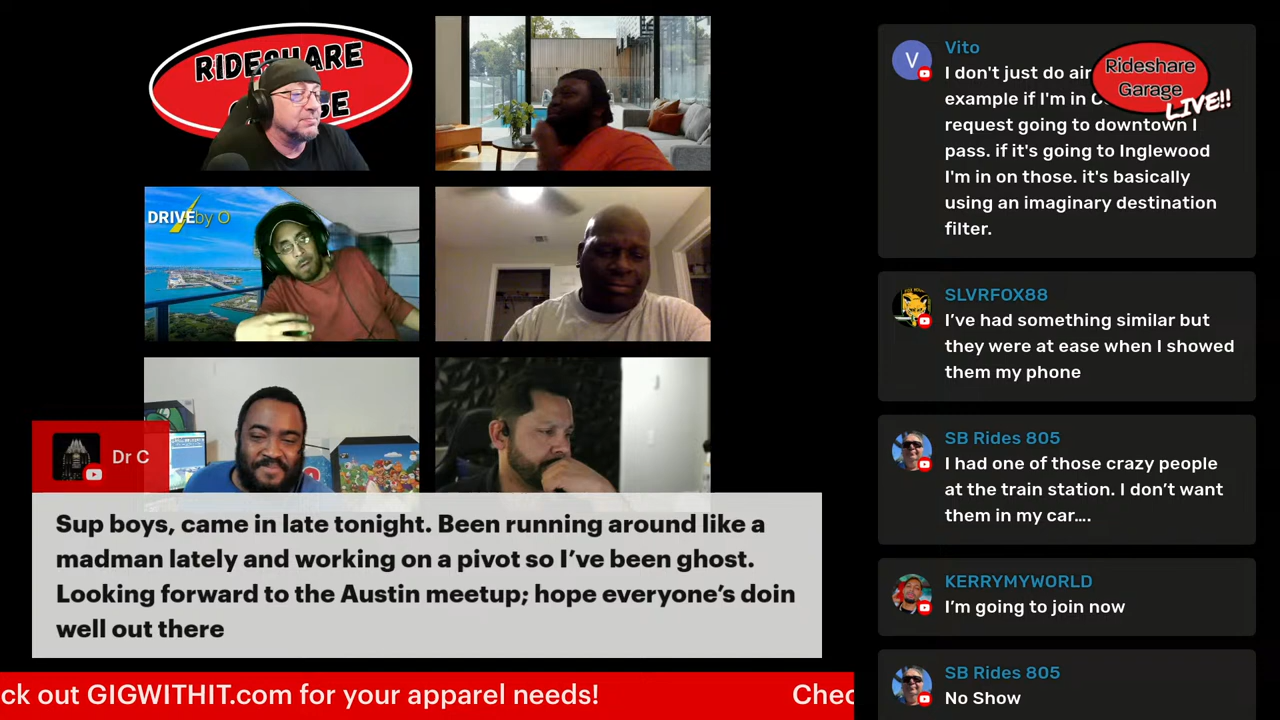 RIDESHARE
GARAGE
DRIVEby O
Dr C
Sup boys, came in late tonight. Been running around like a
madman lately and working on a pivot so I’ve been ghost.
Looking forward to the Austin meetup; hope everyone’s doin
well out there
ck out GIGWITHIT.com for your apparel needs!
Chec
Rideshare
Garage
LIVE!!
V
Vito
I don't just do air
example if I'm in
request going to downtown I
pass. if it's going to Inglewood
I'm in on those. it's basically
using an imaginary destination
filter.
SLVRFOX88
I’ve had something similar but
they were at ease when I showed
them my phone
SB Rides 805
I had one of those crazy people
at the train station. I don’t want
them in my car....
KERRYMYWORLD
I’m going to join now
SB Rides 805
No Show